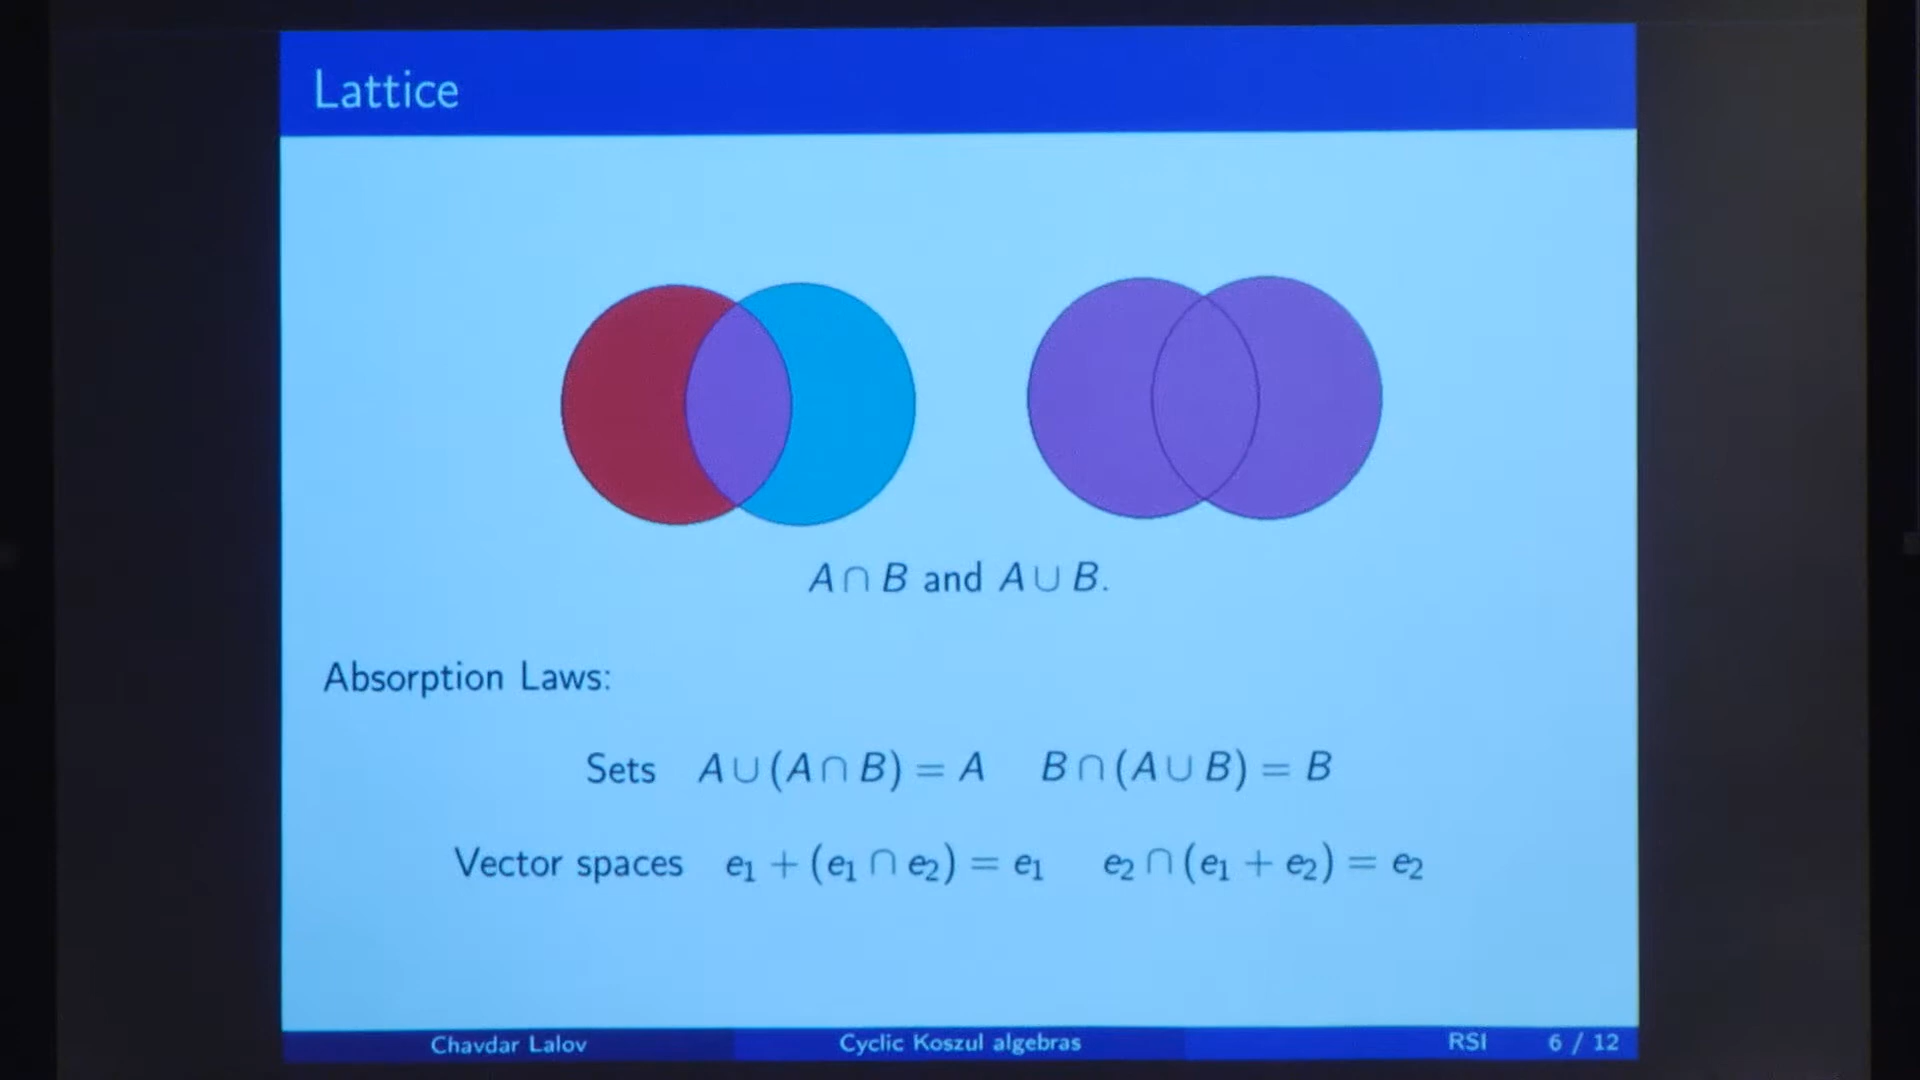 Lattice
A ∩ B and A ∪ B.
Absorption Laws:
Sets A ∪ (A ∩ B) = A B ∩ (A ∪ B) = B
Vector spaces e₁ + (e₁ ∩ e₂) = e₁ e₂ ∩ (e₁ + e₂) = e₂
Chavdar Lalov Cyclic Koszul algebras RSI 6 / 12